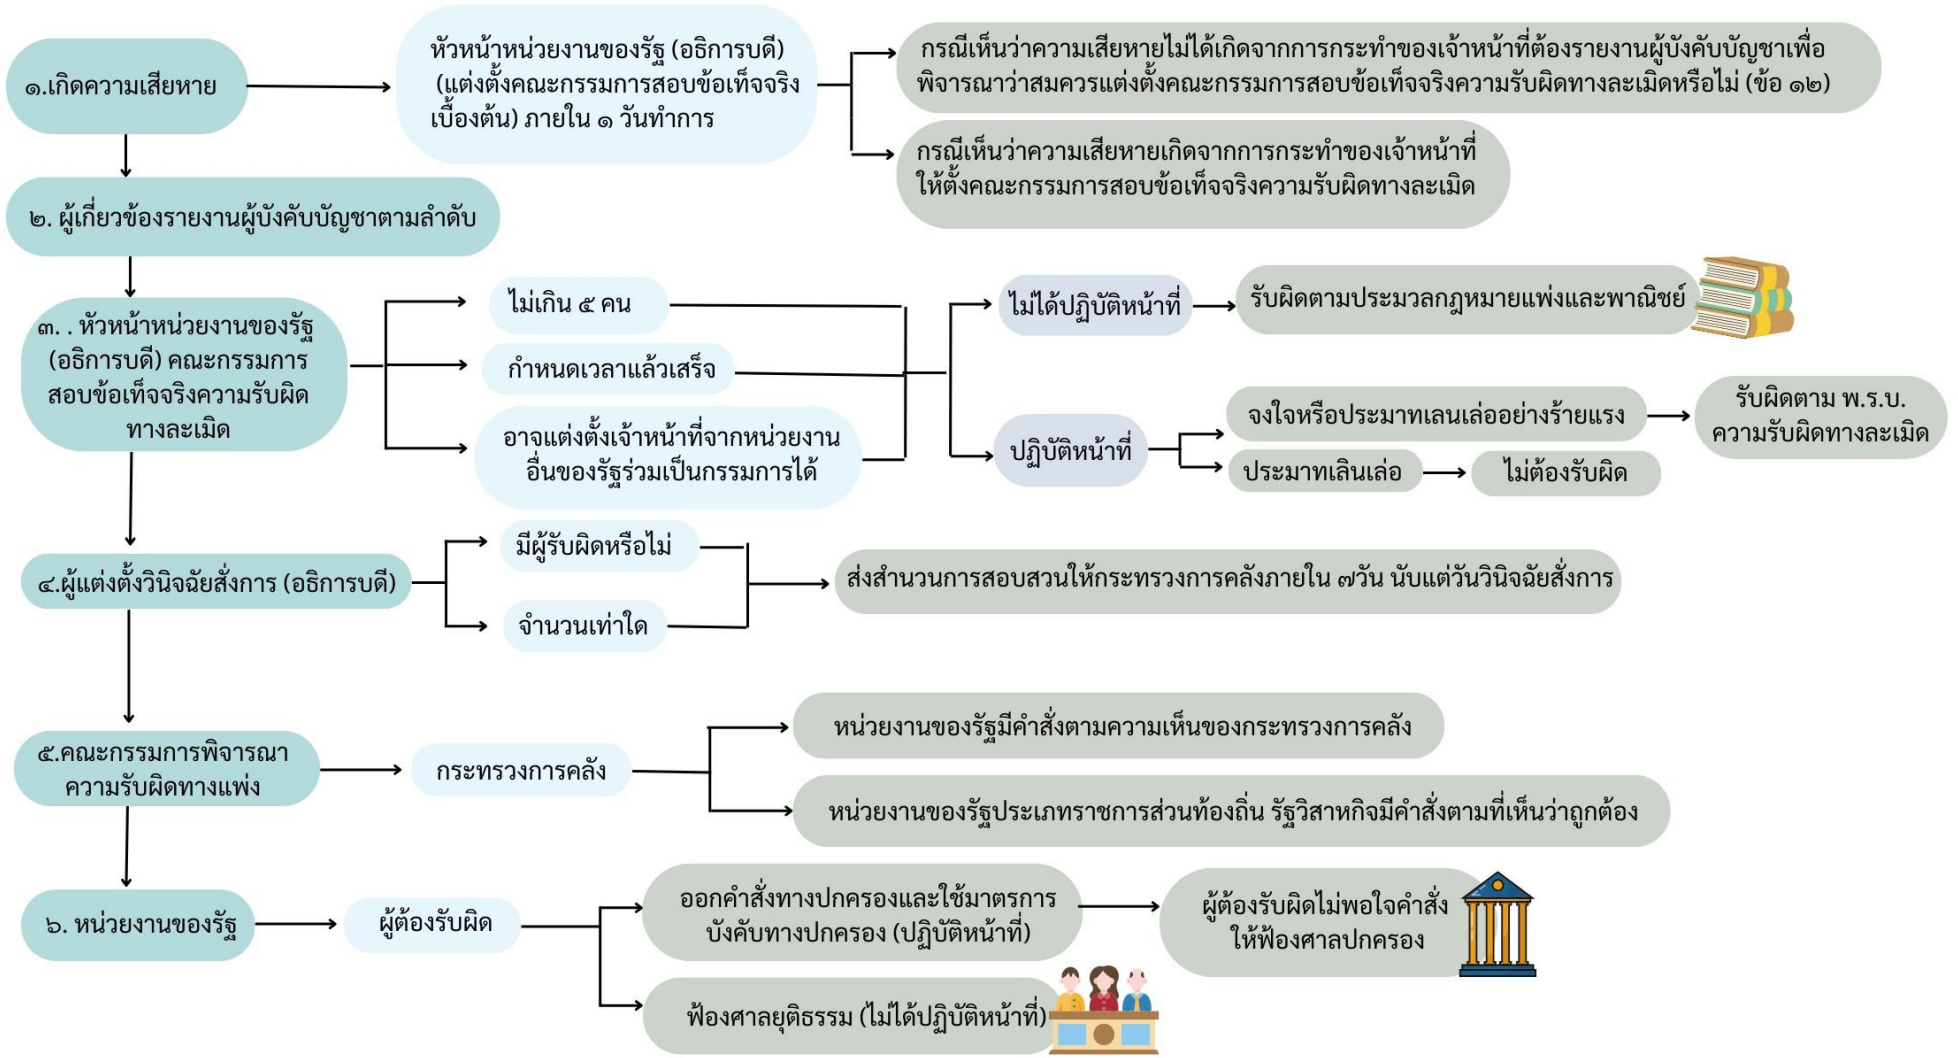 ๑.เกิดความเสียหาย
หัวหน้าหน่วยงานของรัฐ (อธิการบดี)
(แต่งตั้งคณะกรรมการสอบข้อเท็จจริง
เบื้องต้น) ภายใน ๑ วันทำการ
กรณีเห็นว่าความเสียหายไม่ได้เกิดจากการกระทำของเจ้าหน้าที่ต้องรายงานผู้บังคับบัญชาเพื่อ
พิจารณาว่าสมควรแต่งตั้งคณะกรรมการสอบข้อเท็จจริงความรับผิดทางละเมิดหรือไม่ (ข้อ ๑๒)
กรณีเห็นว่าความเสียหายเกิดจากการกระทำของเจ้าหน้าที่
ให้ตั้งคณะกรรมการสอบข้อเท็จจริงความรับผิดทางละเมิด
๒. ผู้เกี่ยวข้องรายงานผู้บังคับบัญชาตามลำดับ
๓. . หัวหน้าหน่วยงานของรัฐ
(อธิการบดี) คณะกรรมการ
สอบข้อเท็จจริงความรับผิด
ทางละเมิด
ไม่เกิน ๕ คน
กำหนดเวลาแล้วเสร็จ
อาจแต่งตั้งเจ้าหน้าที่จากหน่วยงาน
อื่นของรัฐร่วมเป็นกรรมการได้
ไม่ได้ปฏิบัติหน้าที่
รับผิดตามประมวลกฎหมายแพ่งและพาณิชย์
ปฏิบัติหน้าที่
จงใจหรือประมาทเลนเล่ออย่างร้ายแรง
รับผิดตาม พ.ร.บ.
ความรับผิดทางละเมิด
ประมาทเลินเล่อ
ไม่ต้องรับผิด
๔.ผู้แต่งตั้งวินิจฉัยสั่งการ (อธิการบดี)
มีผู้รับผิดหรือไม่
จำนวนเท่าใด
ส่งสำนวนการสอบสวนให้กระทรวงการคลังภายใน ๗วัน นับแต่วันวินิจฉัยสั่งการ
๕.คณะกรรมการพิจารณา
ความรับผิดทางแพ่ง
กระทรวงการคลัง
หน่วยงานของรัฐมีคำสั่งตามความเห็นของกระทรวงการคลัง
หน่วยงานของรัฐประเภทราชการส่วนท้องถิ่น รัฐวิสาหกิจมีคำสั่งตามที่เห็นว่าถูกต้อง
๖. หน่วยงานของรัฐ
ผู้ต้องรับผิด
ออกคำสั่งทางปกครองและใช้มาตรการ
บังคับทางปกครอง (ปฏิบัติหน้าที่)
ผู้ต้องรับผิดไม่พอใจคำสั่ง
ให้ฟ้องศาลปกครอง
ฟ้องศาลยุติธรรม (ไม่ได้ปฏิบัติหน้าที่)